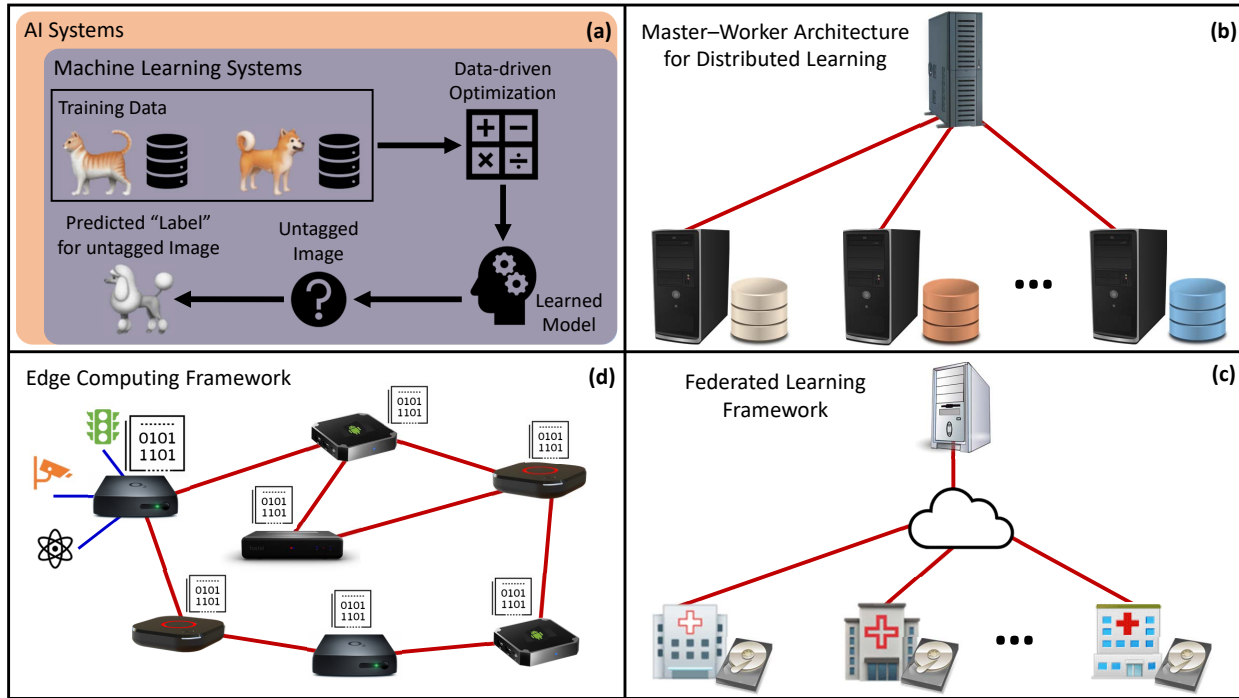 AI Systems
(a)
Machine Learning Systems
Training Data
Data-driven
Optimization
Predicted “Label”
for untagged Image
Untagged
Image
Learned
Model
Master–Worker Architecture
for Distributed Learning
(b)
...
Edge Computing Framework
(d)
0101
1101
0101
1101
0101
1101
0101
1101
0101
1101
0101
1101
0101
1101
Federated Learning
Framework
(c)
...